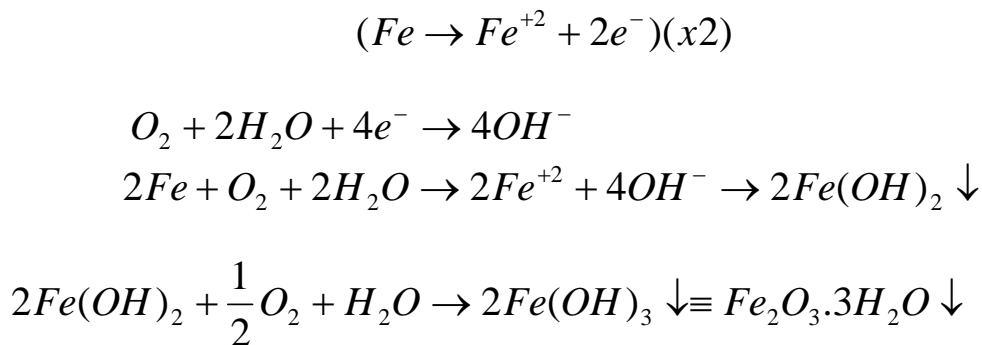 (Fe → Fe⁺² + 2e⁻)(x2)
O₂ + 2H₂O + 4e⁻ → 4OH⁻
2Fe + O₂ + 2H₂O → 2Fe⁺² + 4OH⁻ → 2Fe(OH)₂ ↓
2Fe(OH)₂ + 1/2 O₂ + H₂O → 2Fe(OH)₃ ↓≡ Fe₂O₃.3H₂O ↓